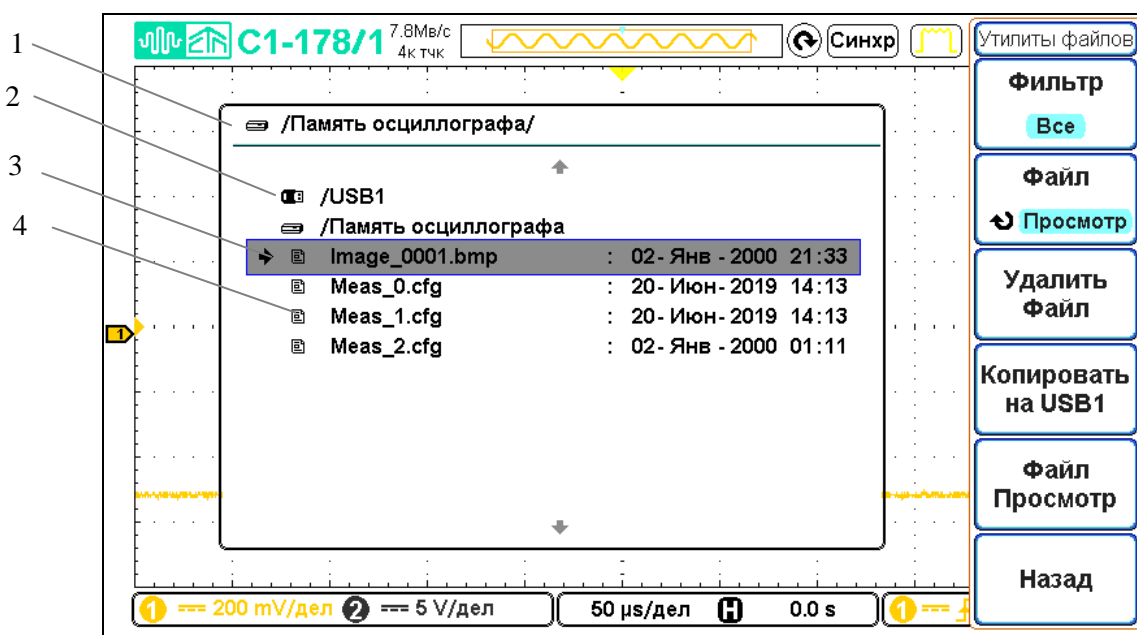 1
2
3
4
C1-178/1
7.8Мв/с
4к тчк
Синхр
/Память осциллографа/
/USB1
/Память осциллографа
Image_0001.bmp : 02- Янв - 2000 21:33
Meas_0.cfg : 20- Июн- 2019 14:13
Meas_1.cfg : 20- Июн- 2019 14:13
Meas_2.cfg : 02- Янв - 2000 01:11
1
1 200 mV/дел 2 5 V/дел
50 µs/дел H 0.0 s
1
Утилиты файлов
Фильтр
Все
Файл
Просмотр
Удалить
Файл
Копировать
на USB1
Файл
Просмотр
Назад